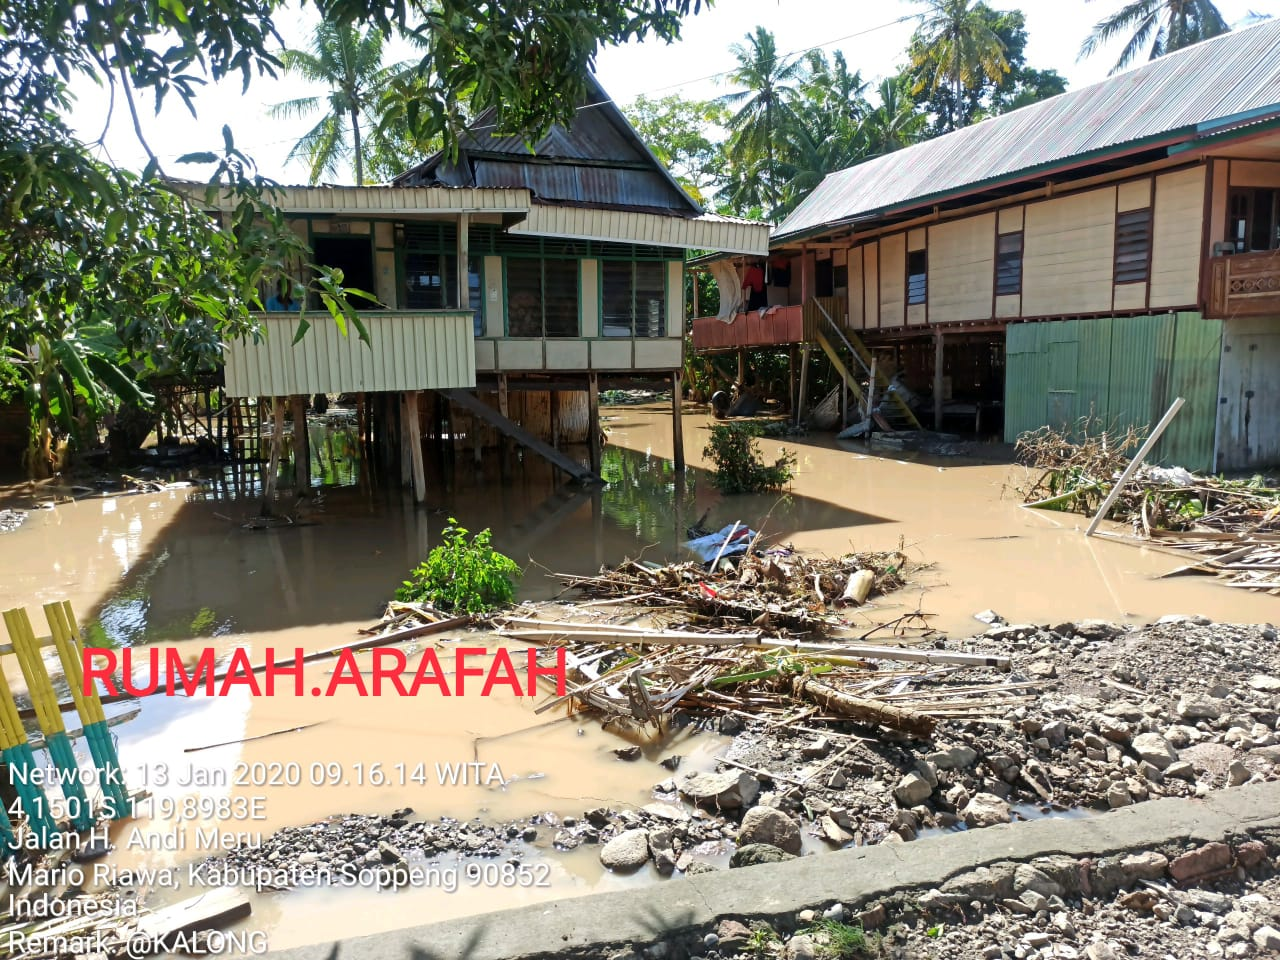 RUMAH.ARAFAH
Network: 13 Jan 2020 09.16.14 WITA
4,1501S 119,8983E
Jalan,H. Andi Meru
Mario Riawa, Kabupaten Soppeng 90852
Indonesia
Remark: @KALONG